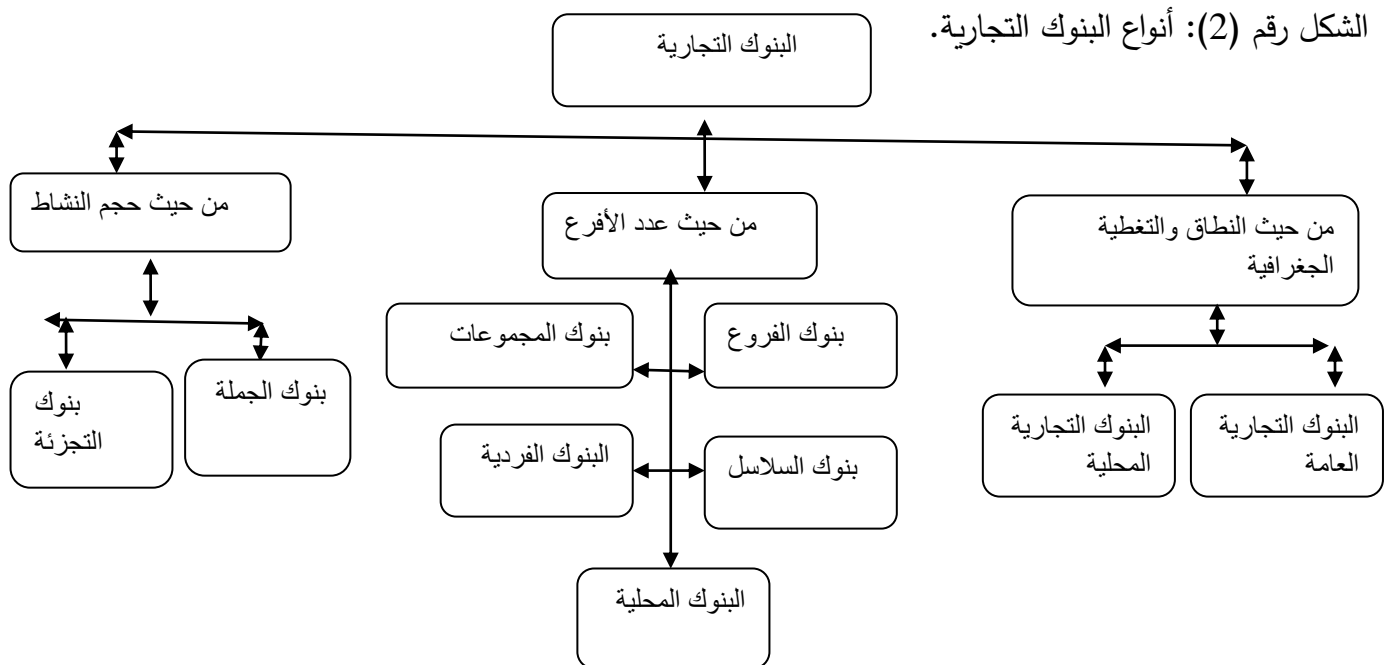 الشكل رقم (2): أنواع البنوك التجارية.
البنوك التجارية
من حيث النطاق والتغطية
الجغرافية
من حيث عدد الأفرع
من حيث حجم النشاط
البنوك التجارية
العامة
البنوك التجارية
المحلية
بنوك الفروع
بنوك المجموعات
بنوك السلاسل
البنوك الفردية
البنوك المحلية
بنوك الجملة
بنوك
التجزئة